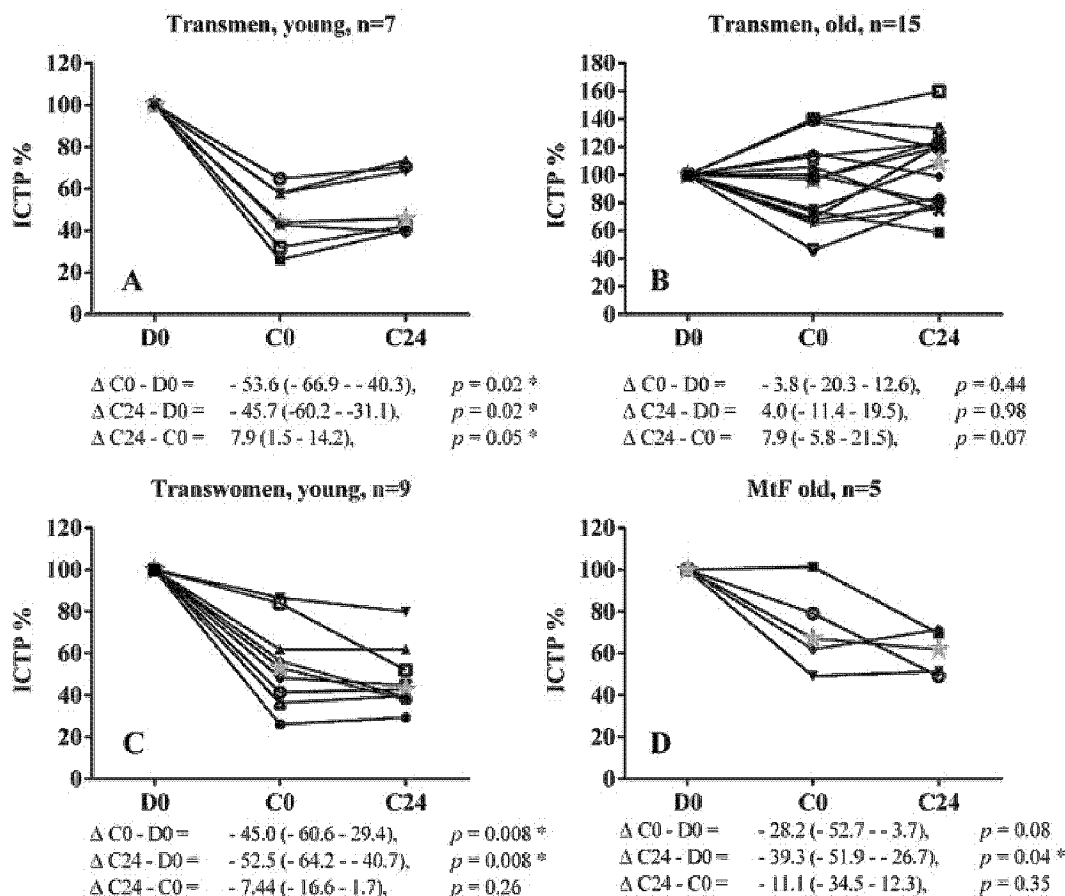 Transmen, young, n=7
Transmen, old, n=15
120
100
80
60
40
20
0
ICTP %
A
D0 C0 C24
180
160
140
120
100
80
60
40
20
0
ICTP %
B
D0 C0 C24
Δ C0 - D0 = - 53.6 (- 66.9 - - 40.3), p = 0.02 *
Δ C24 - D0 = - 45.7 (-60.2 - -31.1), p = 0.02 *
Δ C24 - C0 = 7.9 (1.5 - 14.2), p = 0.05 *
Δ C0 - D0 = - 3.8 (- 20.3 - 12.6), p = 0.44
Δ C24 - D0 = 4.0 (- 11.4 - 19.5), p = 0.98
Δ C24 - C0 = 7.9 (- 5.8 - 21.5), p = 0.07
Transwomen, young, n=9
MtF old, n=5
120
100
80
60
40
20
0
ICTP %
C
D0 C0 C24
120
100
80
60
40
20
0
ICTP %
D
D0 C0 C24
Δ C0 - D0 = - 45.0 (- 60.6 - 29.4), p = 0.008 *
Δ C24 - D0 = - 52.5 (- 64.2 - - 40.7), p = 0.008 *
Δ C24 - C0 = - 7.44 (- 16.6 - 1.7), p = 0.26
Δ C0 - D0 = - 28.2 (- 52.7 - - 3.7), p = 0.08
Δ C24 - D0 = - 39.3 (- 51.9 - - 26.7), p = 0.04 *
Δ C24 - C0 = - 11.1 (- 34.5 - 12.3), p = 0.35